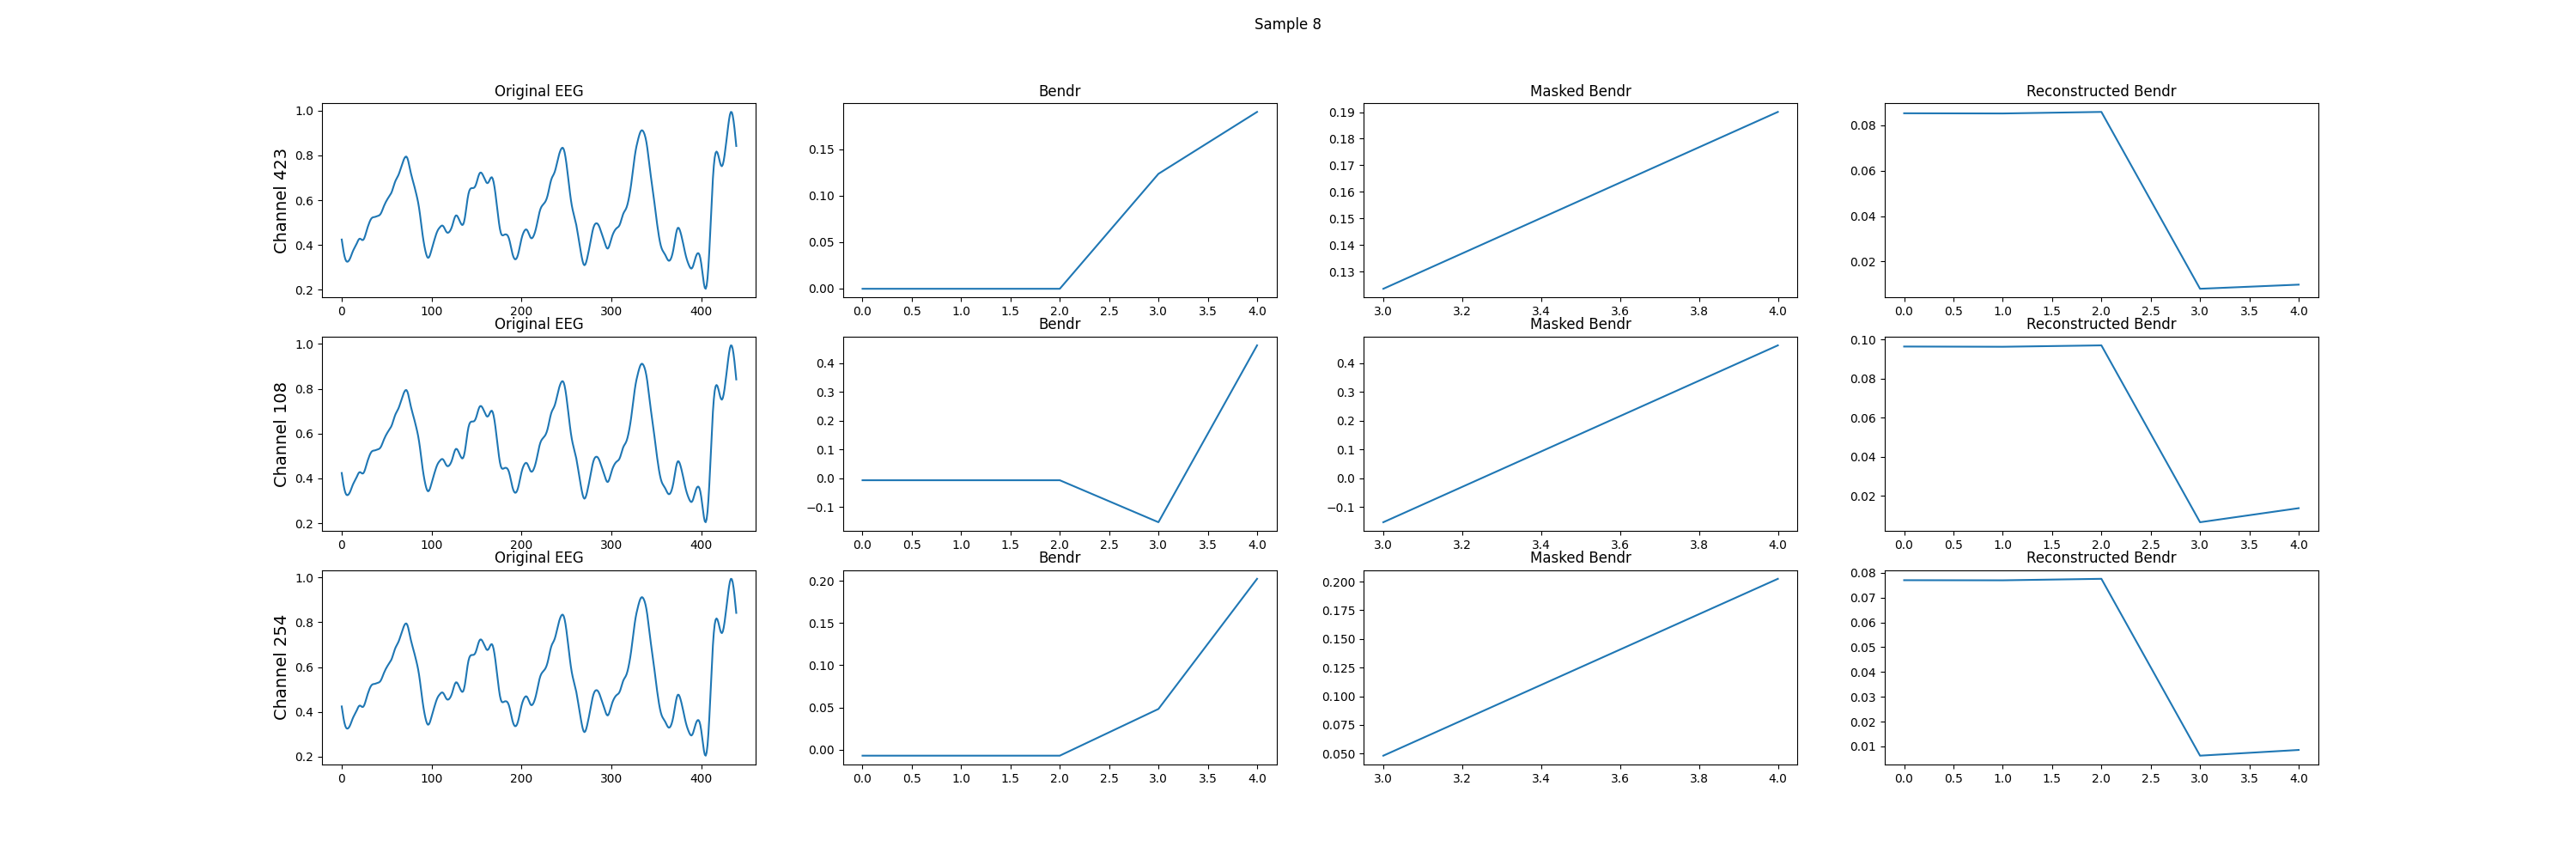 Sample 8
Original EEG Bendr Masked Bendr Reconstructed Bendr
Channel 423
1.0 0.8 0.6 0.4 0.2
0 100 200 300 400
0.15 0.10 0.05 0.00
0.0 0.5 1.0 1.5 2.0 2.5 3.0 3.5 4.0
0.19 0.18 0.17 0.16 0.15 0.14 0.13
3.0 3.2 3.4 3.6 3.8 4.0
0.08 0.06 0.04 0.02
0.0 0.5 1.0 1.5 2.0 2.5 3.0 3.5 4.0
Original EEG Bendr Masked Bendr Reconstructed Bendr
Channel 108
1.0 0.8 0.6 0.4 0.2
0 100 200 300 400
0.4 0.3 0.2 0.1 0.0 −0.1
0.0 0.5 1.0 1.5 2.0 2.5 3.0 3.5 4.0
0.4 0.3 0.2 0.1 0.0 −0.1
3.0 3.2 3.4 3.6 3.8 4.0
0.10 0.08 0.06 0.04 0.02
0.0 0.5 1.0 1.5 2.0 2.5 3.0 3.5 4.0
Original EEG Bendr Masked Bendr Reconstructed Bendr
Channel 254
1.0 0.8 0.6 0.4 0.2
0 100 200 300 400
0.20 0.15 0.10 0.05 0.00
0.0 0.5 1.0 1.5 2.0 2.5 3.0 3.5 4.0
0.200 0.175 0.150 0.125 0.100 0.075 0.050
3.0 3.2 3.4 3.6 3.8 4.0
0.08 0.07 0.06 0.05 0.04 0.03 0.02 0.01
0.0 0.5 1.0 1.5 2.0 2.5 3.0 3.5 4.0